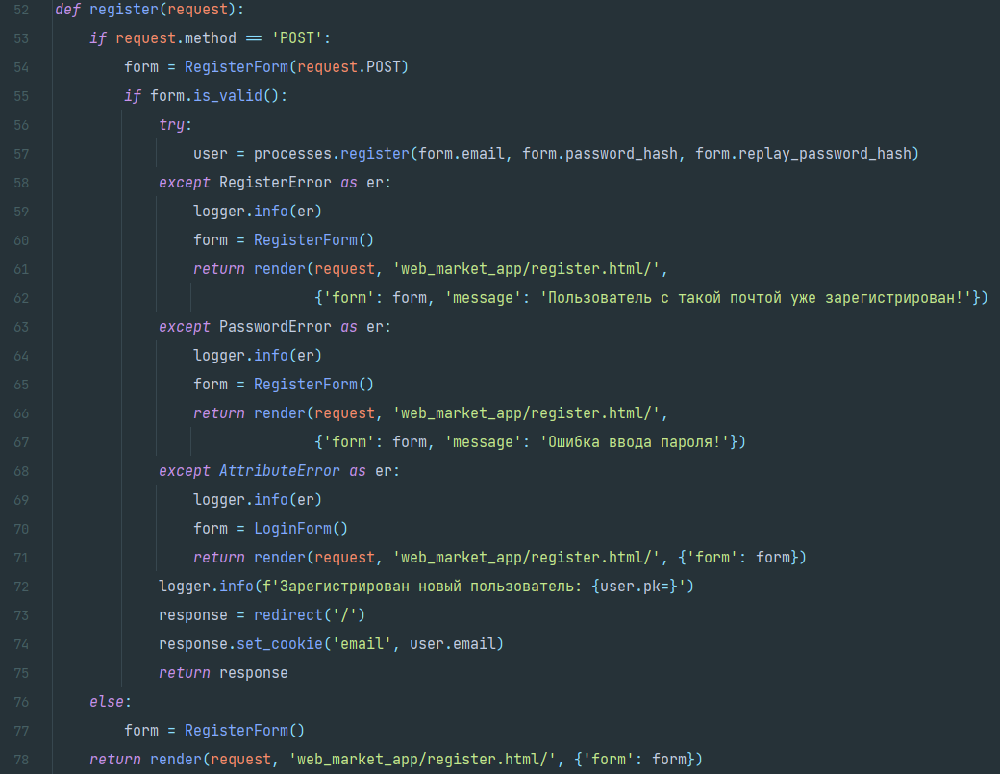 52 def register(request):
53     if request.method == 'POST':
54         form = RegisterForm(request.POST)
55         if form.is_valid():
56             try:
57                 user = processes.register(form.email, form.password_hash, form.replay_password_hash)
58             except RegisterError as er:
59                 logger.info(er)
60                 form = RegisterForm()
61                 return render(request, 'web_market_app/register.html/',
62                               {'form': form, 'message': 'Пользователь с такой почтой уже зарегистрирован!'})
63             except PasswordError as er:
64                 logger.info(er)
65                 form = RegisterForm()
66                 return render(request, 'web_market_app/register.html/',
67                               {'form': form, 'message': 'Ошибка ввода пароля!'})
68             except AttributeError as er:
69                 logger.info(er)
70                 form = LoginForm()
71                 return render(request, 'web_market_app/register.html/', {'form': form})
72             logger.info(f'Зарегистрирован новый пользователь: {user.pk=}')
73             response = redirect('/')
74             response.set_cookie('email', user.email)
75             return response
76     else:
77         form = RegisterForm()
78     return render(request, 'web_market_app/register.html/', {'form': form})